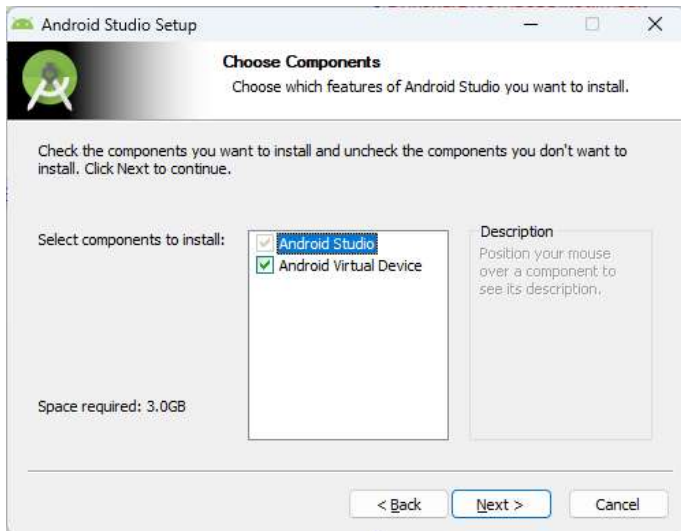 Android Studio Setup
Choose Components
Choose which features of Android Studio you want to install.
Check the components you want to install and uncheck the components you don't want to
install. Click Next to continue.
Select components to install:
Android Studio
Android Virtual Device
Description
Position your mouse
over a component to
see its description.
Space required: 3.0GB
< Back
Next >
Cancel